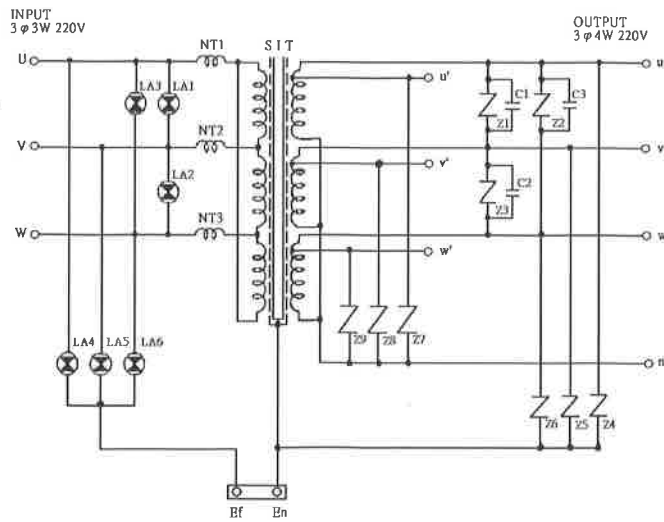 INPUT
3φ3W 220V
OUTPUT
3φ4W 220V
NT1
S I T
U
u
u'
LA3
LA1
C1
C3
Z1
Z2
NT2
V
v
v'
LA2
C2
Z3
NT3
W
w
w'
Z9
Z8
Z7
LA4
LA5
LA6
n
Z6
Z5
Z4
Ef
En